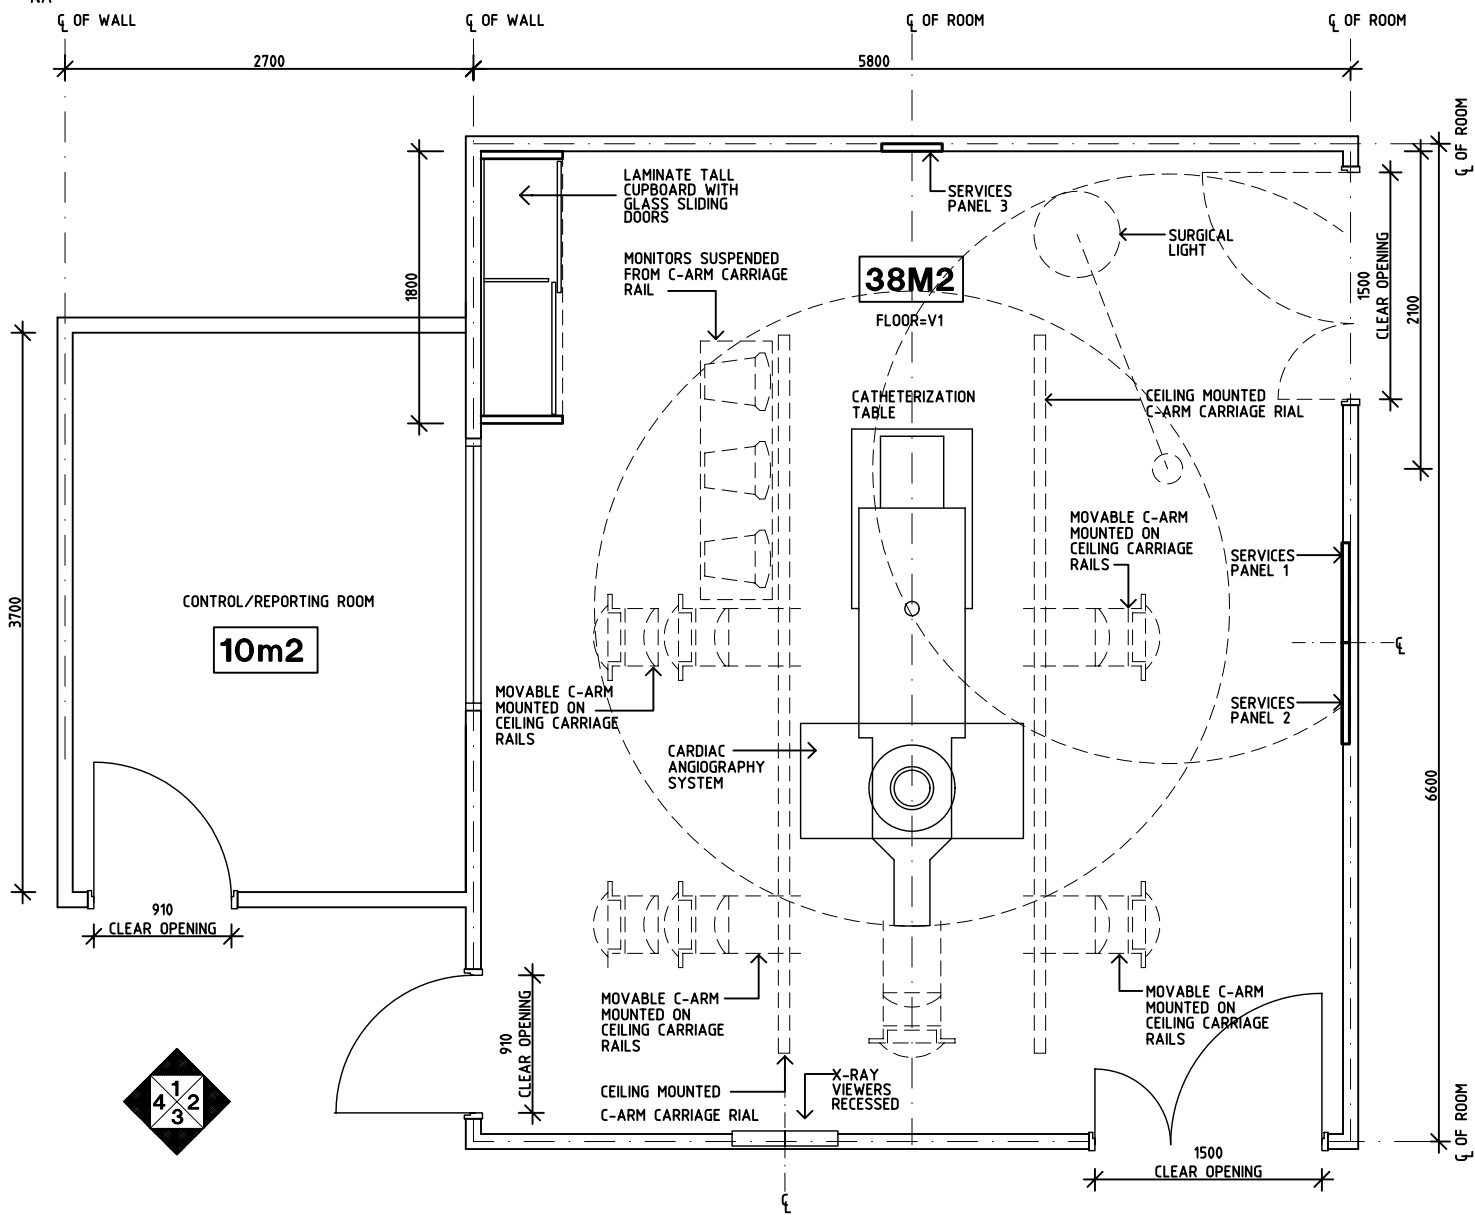 NA
℄ OF WALL
℄ OF WALL
℄ OF ROOM
℄ OF ROOM
2700
5800
℄ OF ROOM
LAMINATE TALL
CUPBOARD WITH
GLASS SLIDING
DOORS
SERVICES
PANEL 3
SURGICAL
LIGHT
MONITORS SUSPENDED
FROM C-ARM CARRIAGE
RAIL
38M2
FLOOR=V1
1800
1500
CLEAR OPENING
2100
CATHETERIZATION
TABLE
CEILING MOUNTED
C-ARM CARRIAGE RIAL
MOVABLE C-ARM
MOUNTED ON
CEILING CARRIAGE
RAILS
SERVICES
PANEL 1
CONTROL/REPORTING ROOM
10m2
3700
℄
MOVABLE C-ARM
MOUNTED ON
CEILING CARRIAGE
RAILS
SERVICES
PANEL 2
CARDIAC
ANGIOGRAPHY
SYSTEM
6600
910
CLEAR OPENING
MOVABLE C-ARM
MOUNTED ON
CEILING CARRIAGE
RAILS
MOVABLE C-ARM
MOUNTED ON
CEILING CARRIAGE
RAILS
910
CLEAR OPENING
1
4 2
3
CEILING MOUNTED
C-ARM CARRIAGE RIAL
X-RAY
VIEWERS
RECESSED
℄ OF ROOM
1500
CLEAR OPENING
℄